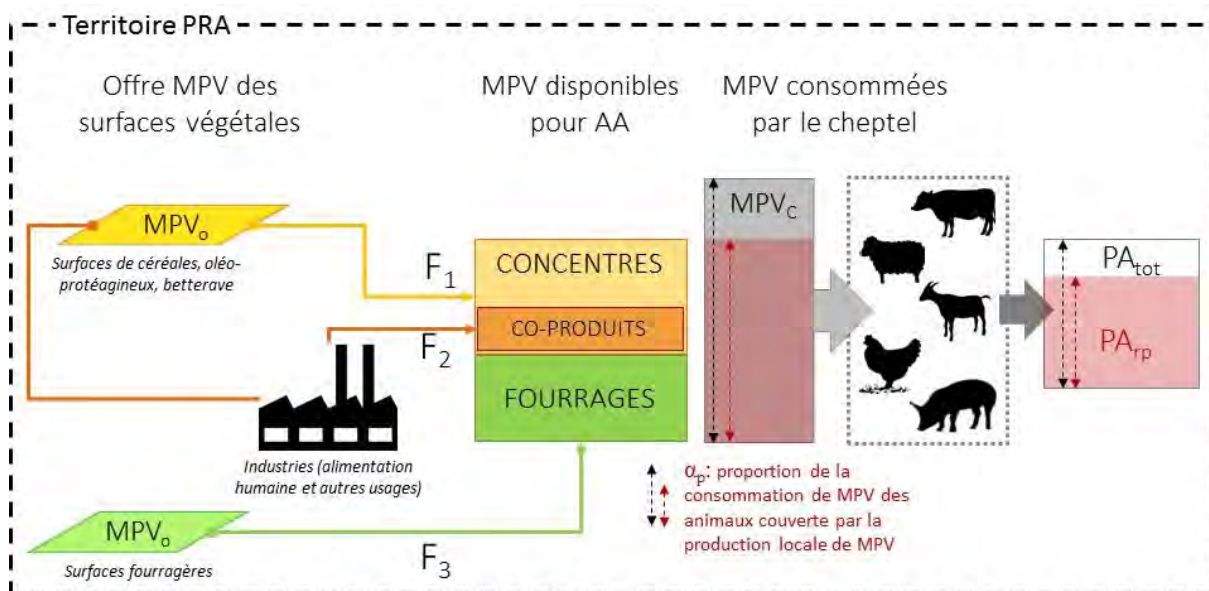 Territoire PRA
Offre MPV des
surfaces végétales
MPV disponibles
pour AA
MPV consommées
par le cheptel
MPVo
Surfaces de céréales, oléo-
protéagineux, betterave
F1
CONCENTRES
F2
CO-PRODUITS
FOURRAGES
MPVC
PAtot
PArp
Industries (alimentation
humaine et autres usages)
αp: proportion de la
consommation de MPV des
animaux couverte par la
production locale de MPV
MPVo
Surfaces fourragères
F3